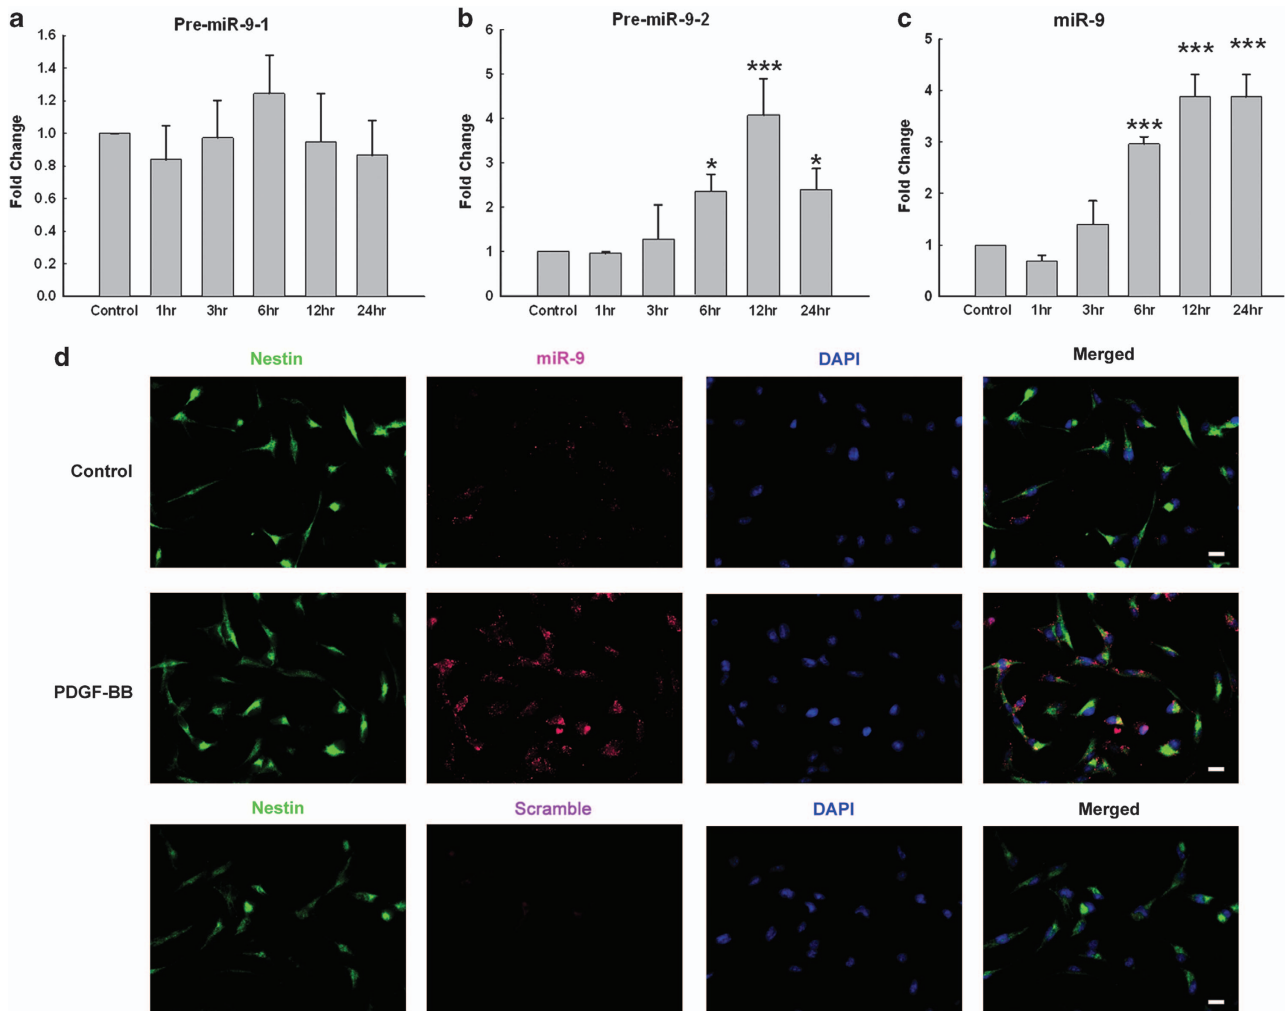 a
Pre-miR-9-1
Fold Change
1.6
1.4
1.2
1.0
0.8
0.6
0.4
0.2
0.0
Control 1hr 3hr 6hr 12hr 24hr
b
Pre-miR-9-2
Fold Change
6
5
4
3
2
1
0
*
***
*
Control 1hr 3hr 6hr 12hr 24hr
c
miR-9
Fold Change
5
4
3
2
1
0
***
***
***
Control 1hr 3hr 6hr 12hr 24hr
d
Nestin miR-9 DAPI Merged
Control
PDGF-BB
Nestin Scramble DAPI Merged